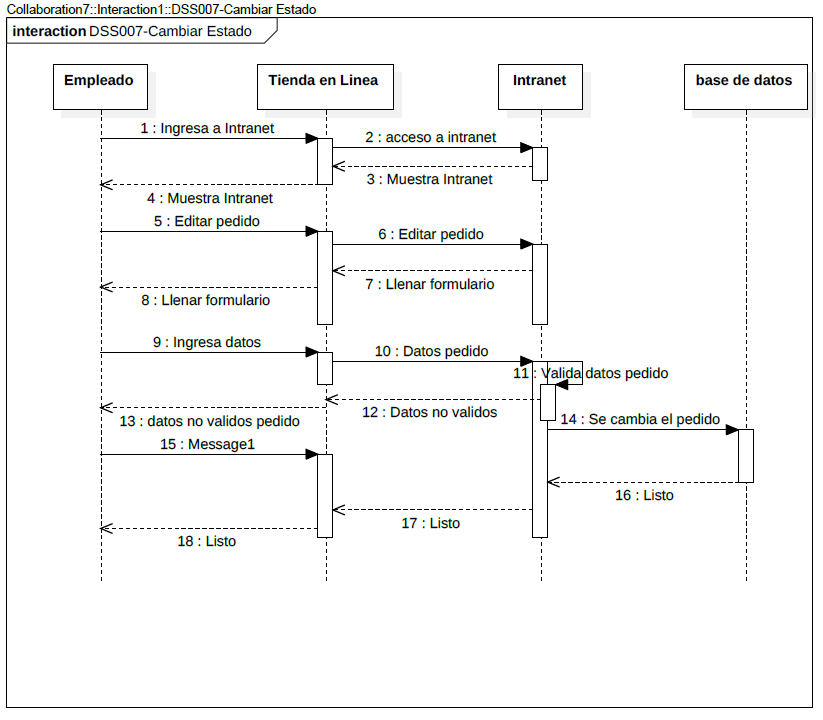 Collaboration7::Interaction1::DSS007-Cambiar Estado
interaction DSS007-Cambiar Estado
Empleado
Tienda en Linea
Intranet
base de datos
1 : Ingresa a Intranet
2 : acceso a intranet
3 : Muestra Intranet
4 : Muestra Intranet
5 : Editar pedido
6 : Editar pedido
7 : Llenar formulario
8 : Llenar formulario
9 : Ingresa datos
10 : Datos pedido
11 : Valida datos pedido
12 : Datos no validos
13 : datos no validos pedido
14 : Se cambia el pedido
15 : Message1
16 : Listo
17 : Listo
18 : Listo